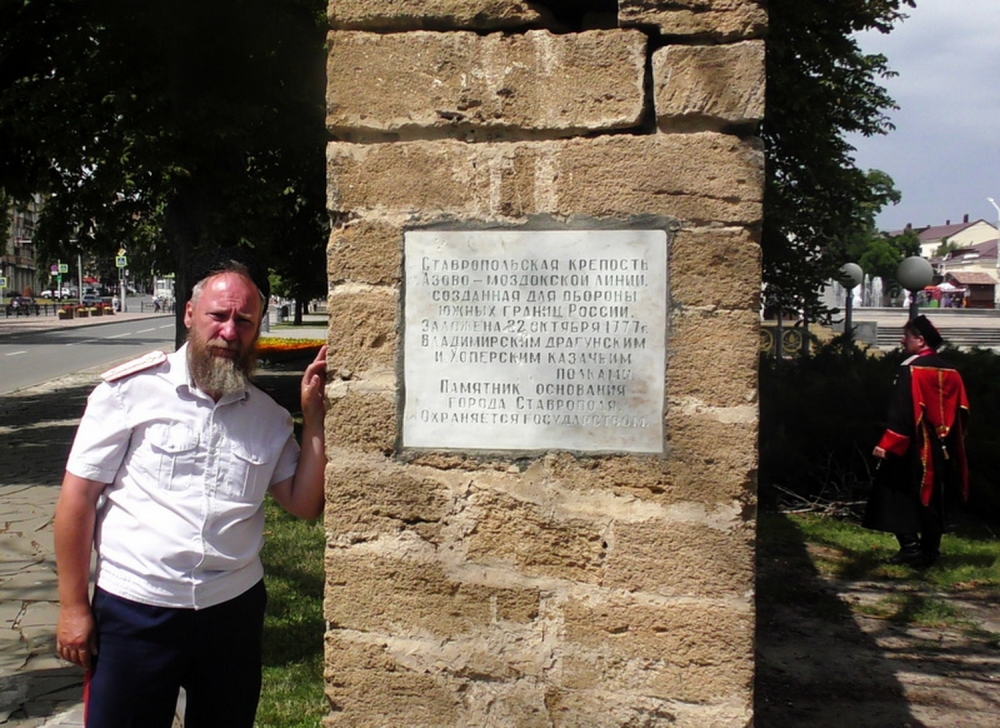 Ставропольская крепость
Азово-моздокской линии,
созданная для обороны
южных границ России.
Заложена 22 октября 1777г.
Владимирским драгунским
и Хоперским казачьим
полками.
Памятник основания
города Ставрополя.
Охраняется государством.